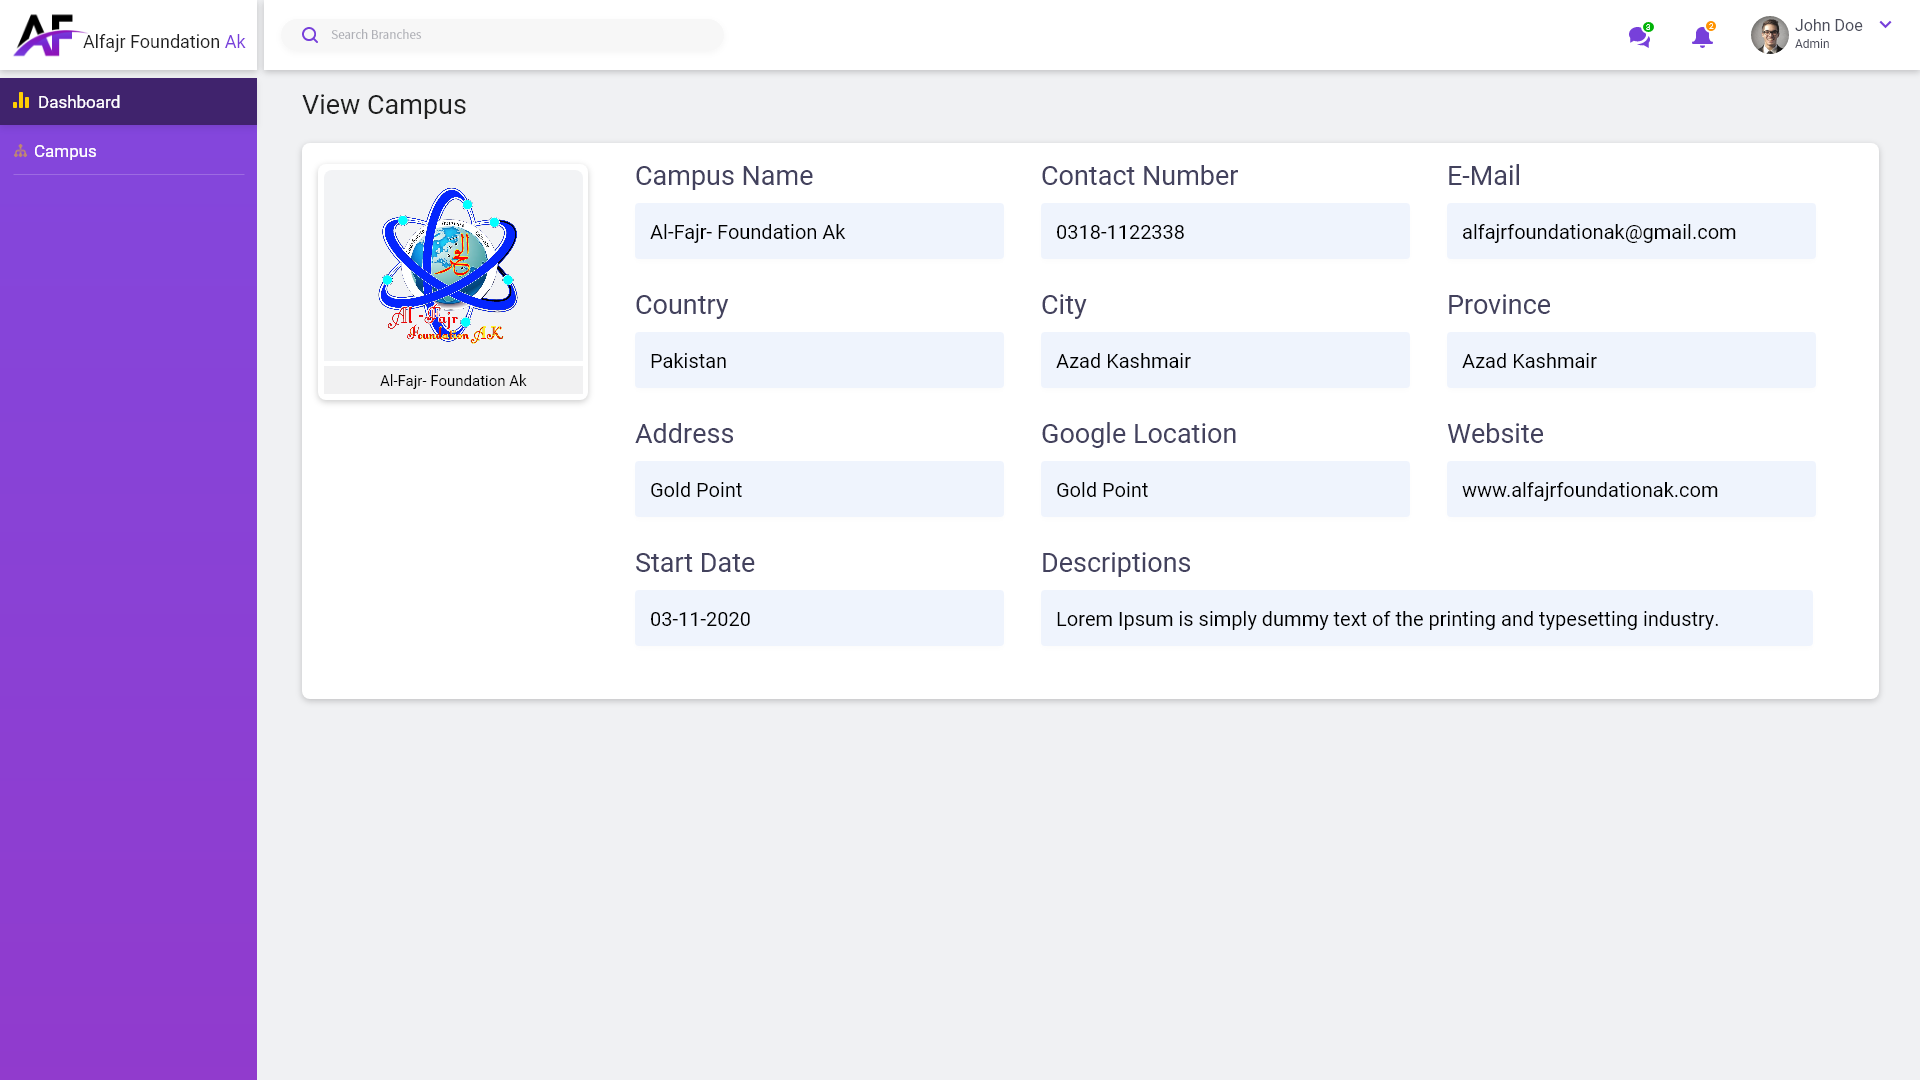 AF Alfajr Foundation Ak
Search Branches
3
2
John Doe
Admin
Dashboard
Campus
View Campus
Al-Fajr
Foundation AK
Al-Fajr- Foundation Ak
Campus Name
Al-Fajr- Foundation Ak
Contact Number
0318-1122338
E-Mail
alfajrfoundationak@gmail.com
Country
Pakistan
City
Azad Kashmair
Province
Azad Kashmair
Address
Gold Point
Google Location
Gold Point
Website
www.alfajrfoundationak.com
Start Date
03-11-2020
Descriptions
Lorem Ipsum is simply dummy text of the printing and typesetting industry.